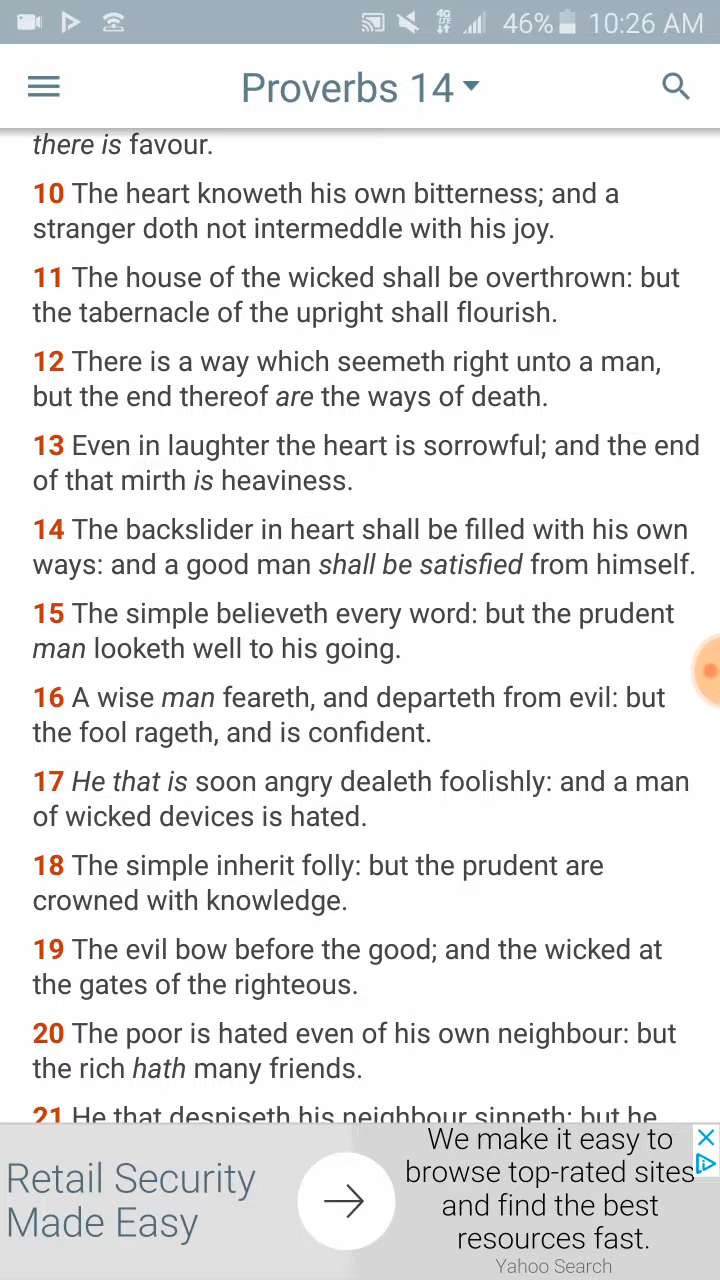 46% 10:26 AM
Proverbs 14
there is favour.
10 The heart knoweth his own bitterness; and a
stranger doth not intermeddle with his joy.
11 The house of the wicked shall be overthrown: but
the tabernacle of the upright shall flourish.
12 There is a way which seemeth right unto a man,
but the end thereof are the ways of death.
13 Even in laughter the heart is sorrowful; and the end
of that mirth is heaviness.
14 The backslider in heart shall be filled with his own
ways: and a good man shall be satisfied from himself.
15 The simple believeth every word: but the prudent
man looketh well to his going.
16 A wise man feareth, and departeth from evil: but
the fool rageth, and is confident.
17 He that is soon angry dealeth foolishly: and a man
of wicked devices is hated.
18 The simple inherit folly: but the prudent are
crowned with knowledge.
19 The evil bow before the good; and the wicked at
the gates of the righteous.
20 The poor is hated even of his own neighbour: but
the rich hath many friends.
21 He that despiseth his neighbour sinneth: but he
Retail Security
Made Easy
We make it easy to
browse top-rated sites
and find the best
resources fast.
Yahoo Search